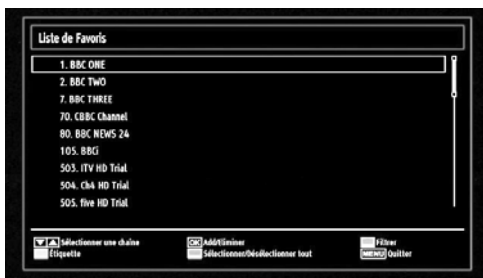 Liste de Favoris
1. BBC ONE
2. BBC TWO
7. BBC THREE
70. CBBC Channel
80. BBC NEWS 24
105. BBCi
503. ITV HD Trial
504. Ch4 HD Trial
505. five HD Trial
Sélectionner une chaîne OK Add/Eliminer Filtrer
Étiquette Sélectionner/Désélectionner tout MENU Quitter